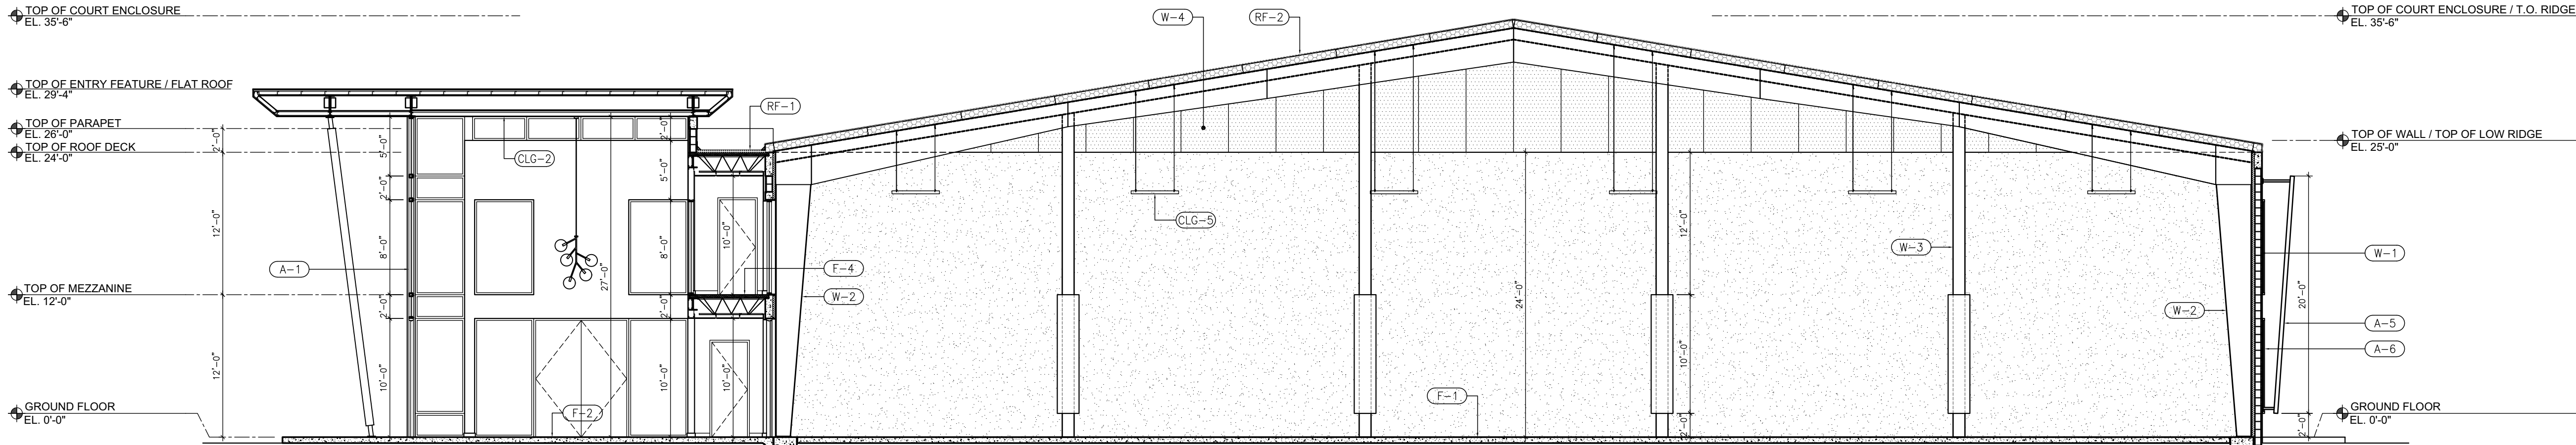 TOP OF COURT ENCLOSURE
EL. 35'-6"
W-4
RF-2
TOP OF COURT ENCLOSURE / T.O. RIDGE
EL. 35'-6"
TOP OF ENTRY FEATURE / FLAT ROOF
EL. 29'-4"
RF-1
TOP OF PARAPET
EL. 26'-0"
TOP OF ROOF DECK
EL. 24'-0"
2'-0"
5'-0"
2'-0"
5'-0"
CLG-2
TOP OF WALL / TOP OF LOW RIDGE
EL. 25'-0"
12'-0"
2'-0"
8'-0"
8'-0"
10'-0"
27'-0"
CLG-5
12'-0"
W-3
W-1
A-1
F-4
W-2
24'-0"
20'-0"
W-2
A-5
A-6
TOP OF MEZZANINE
EL. 12'-0"
2'-0"
2'-0"
12'-0"
10'-0"
10'-0"
10'-0"
10'-0"
F-2
F-1
GROUND FLOOR
EL. 0'-0"
2'-0"
2'-0"
GROUND FLOOR
EL. 0'-0"